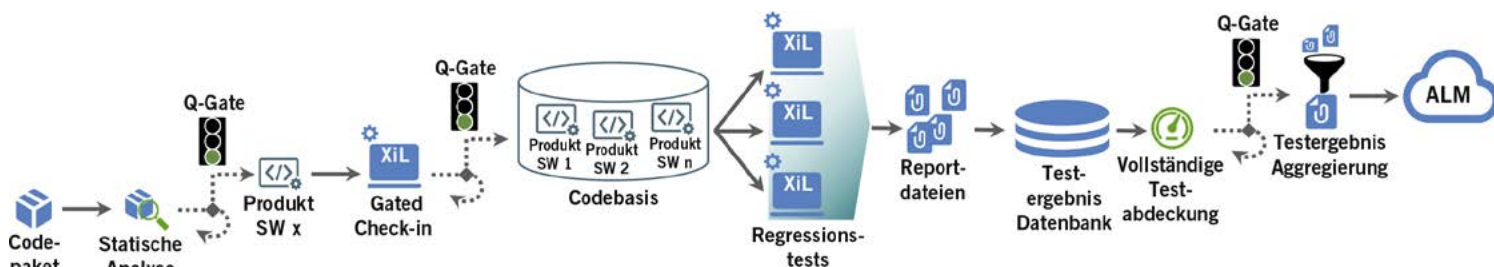 Code-
paket
Statische
Analyse
Q-Gate
</>
Produkt
SW x
XiL
Gated
Check-in
Q-Gate
</>
Produkt
SW 1
</>
Produkt
SW 2
</>
Produkt
SW n
Codebasis
XiL
XiL
XiL
Regressions-
tests
Report-
dateien
Test-
ergebnis
Datenbank
Vollständige
Test-
abdeckung
Q-Gate
Testergebnis
Aggregierung
ALM